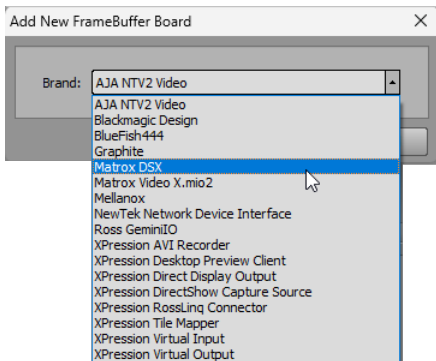 Add New FrameBuffer Board
Brand: AJA NTV2 Video
AJA NTV2 Video
Blackmagic Design
BlueFish444
Graphite
Matrox DSX
Matrox Video X.mio2
Mellanox
NewTek Network Device Interface
Ross GeminiIO
XPression AVI Recorder
XPression Desktop Preview Client
XPression Direct Display Output
XPression DirectShow Capture Source
XPression RossLinq Connector
XPression Tile Mapper
XPression Virtual Input
XPression Virtual Output